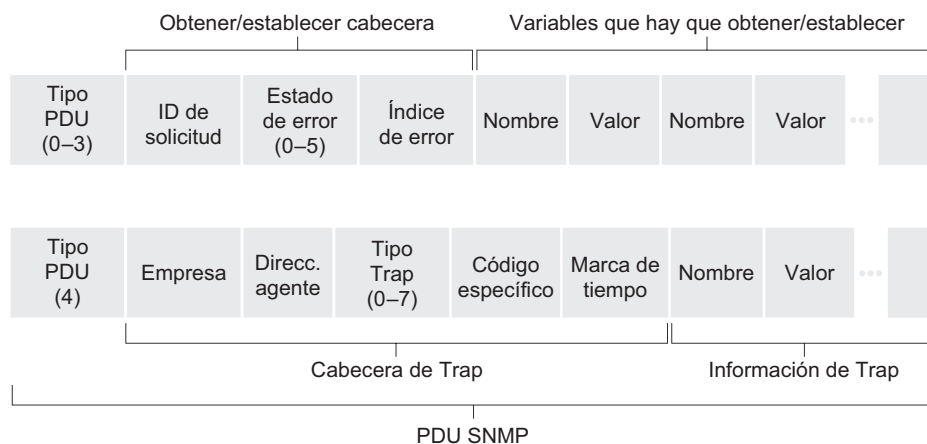 Obtener/establecer cabecera
Variables que hay que obtener/establecer
Tipo
PDU
(0–3)
ID de
solicitud
Estado
de error
(0–5)
Índice
de error
Nombre
Valor
Nombre
Valor
Tipo
PDU
(4)
Empresa
Direcc.
agente
Tipo
Trap
(0–7)
Código
específico
Marca de
tiempo
Nombre
Valor
Cabecera de Trap
Información de Trap
PDU SNMP